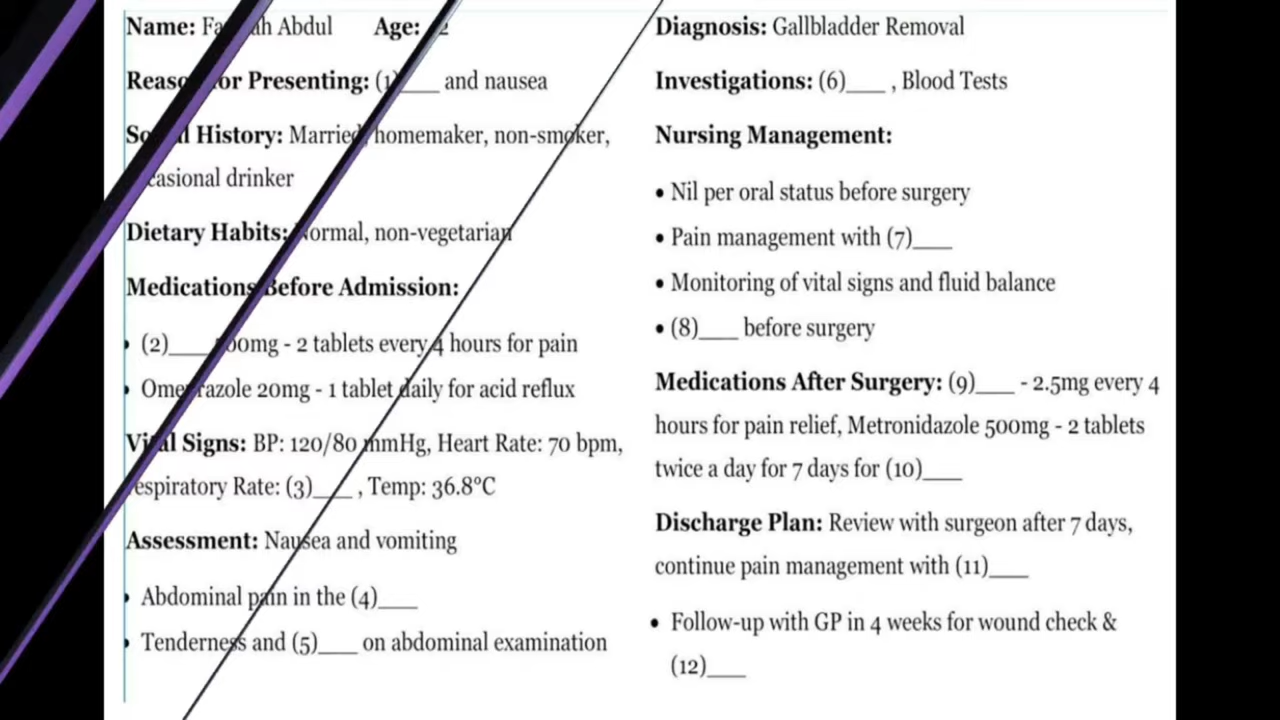 Name: Abdul Age:
Reason for Presenting: (1)___ and nausea
Social History: Married, homemaker, non-smoker,
occasional drinker
Dietary Habits: Normal, non-vegetarian
Medications Before Admission:
• (2)___ 500mg - 2 tablets every 4 hours for pain
• Omeprazole 20mg - 1 tablet daily for acid reflux
Vital Signs: BP: 120/80 mmHg, Heart Rate: 70 bpm,
Respiratory Rate: (3)___ , Temp: 36.8°C
Assessment: Nausea and vomiting
• Abdominal pain in the (4)___
• Tenderness and (5)___ on abdominal examination
Diagnosis: Gallbladder Removal
Investigations: (6)___ , Blood Tests
Nursing Management:
• Nil per oral status before surgery
• Pain management with (7)___
• Monitoring of vital signs and fluid balance
• (8)___ before surgery
Medications After Surgery: (9)___ - 2.5mg every 4
hours for pain relief, Metronidazole 500mg - 2 tablets
twice a day for 7 days for (10)___
Discharge Plan: Review with surgeon after 7 days,
continue pain management with (11)___
• Follow-up with GP in 4 weeks for wound check &
(12)___